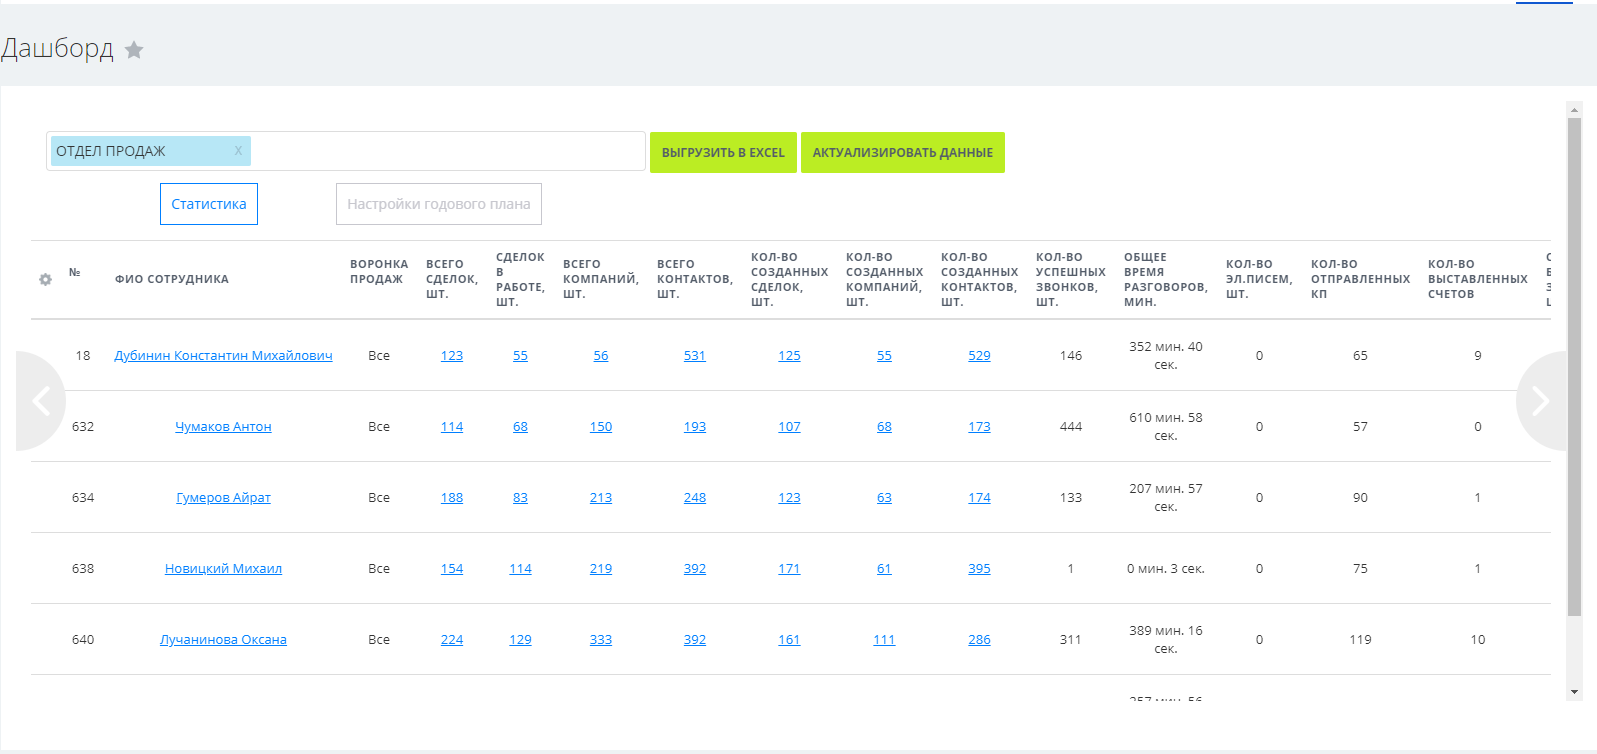 Дашборд
ОТДЕЛ ПРОДАЖ X
ВЫГРУЗИТЬ В EXCEL
АКТУАЛИЗИРОВАТЬ ДАННЫЕ
Статистика
Настройки годового плана
№
ФИО СОТРУДНИКА
ВОРОНКА
ПРОДАЖ
ВСЕГО
СДЕЛОК,
ШТ.
СДЕЛОК
В
РАБОТЕ,
ШТ.
ВСЕГО
КОМПАНИЙ,
ШТ.
ВСЕГО
КОНТАКТОВ,
ШТ.
КОЛ-ВО
СОЗДАННЫХ
СДЕЛОК,
ШТ.
КОЛ-ВО
СОЗДАННЫХ
КОМПАНИЙ,
ШТ.
КОЛ-ВО
СОЗДАННЫХ
КОНТАКТОВ,
ШТ.
КОЛ-ВО
УСПЕШНЫХ
ЗВОНКОВ,
ШТ.
ОБЩЕЕ
ВРЕМЯ
РАЗГОВОРОВ,
МИН.
КОЛ-ВО
ЭЛ.ПИСЕМ,
ШТ.
КОЛ-ВО
ОТПРАВЛЕННЫХ
КП
КОЛ-ВО
ВЫСТАВЛЕННЫХ
СЧЕТОВ
18 Дубинин Константин Михайлович Все 123 55 56 531 125 55 529 146 352 мин. 40 сек. 0 65 9
632 Чумаков Антон Все 114 68 150 193 107 68 173 444 610 мин. 58 сек. 0 57 0
634 Гумеров Айрат Все 188 83 213 248 123 63 174 133 207 мин. 57 сек. 0 90 1
638 Новицкий Михаил Все 154 114 219 392 171 61 395 1 0 мин. 3 сек. 0 75 1
640 Лучанинова Оксана Все 224 129 333 392 161 111 286 311 389 мин. 16 сек. 0 119 10